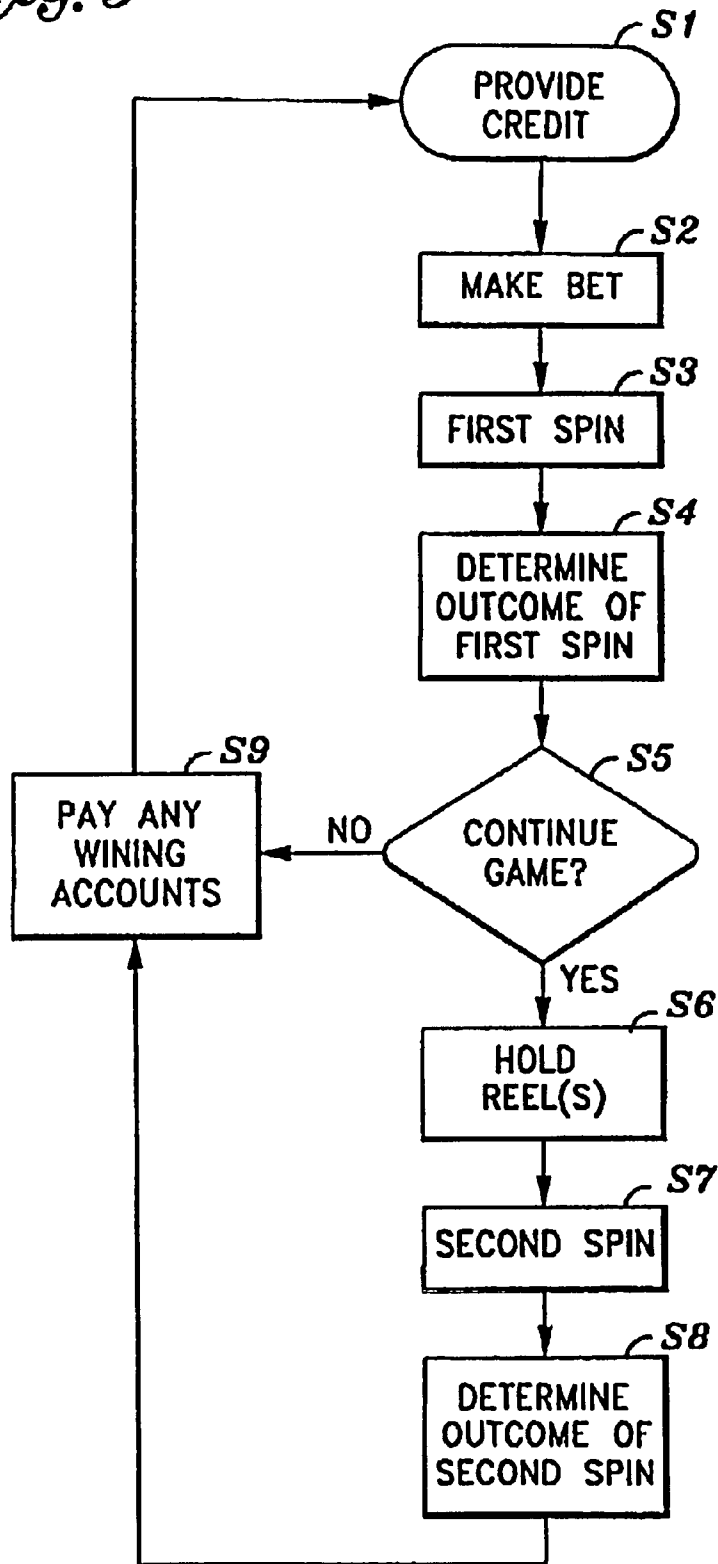 S1
PROVIDE
CREDIT
S2
MAKE BET
S3
FIRST SPIN
S4
DETERMINE
OUTCOME OF
FIRST SPIN
S5
CONTINUE
GAME?
NO
S9
PAY ANY
WINING
ACCOUNTS
YES
S6
HOLD
REEL(S)
S7
SECOND SPIN
S8
DETERMINE
OUTCOME OF
SECOND SPIN